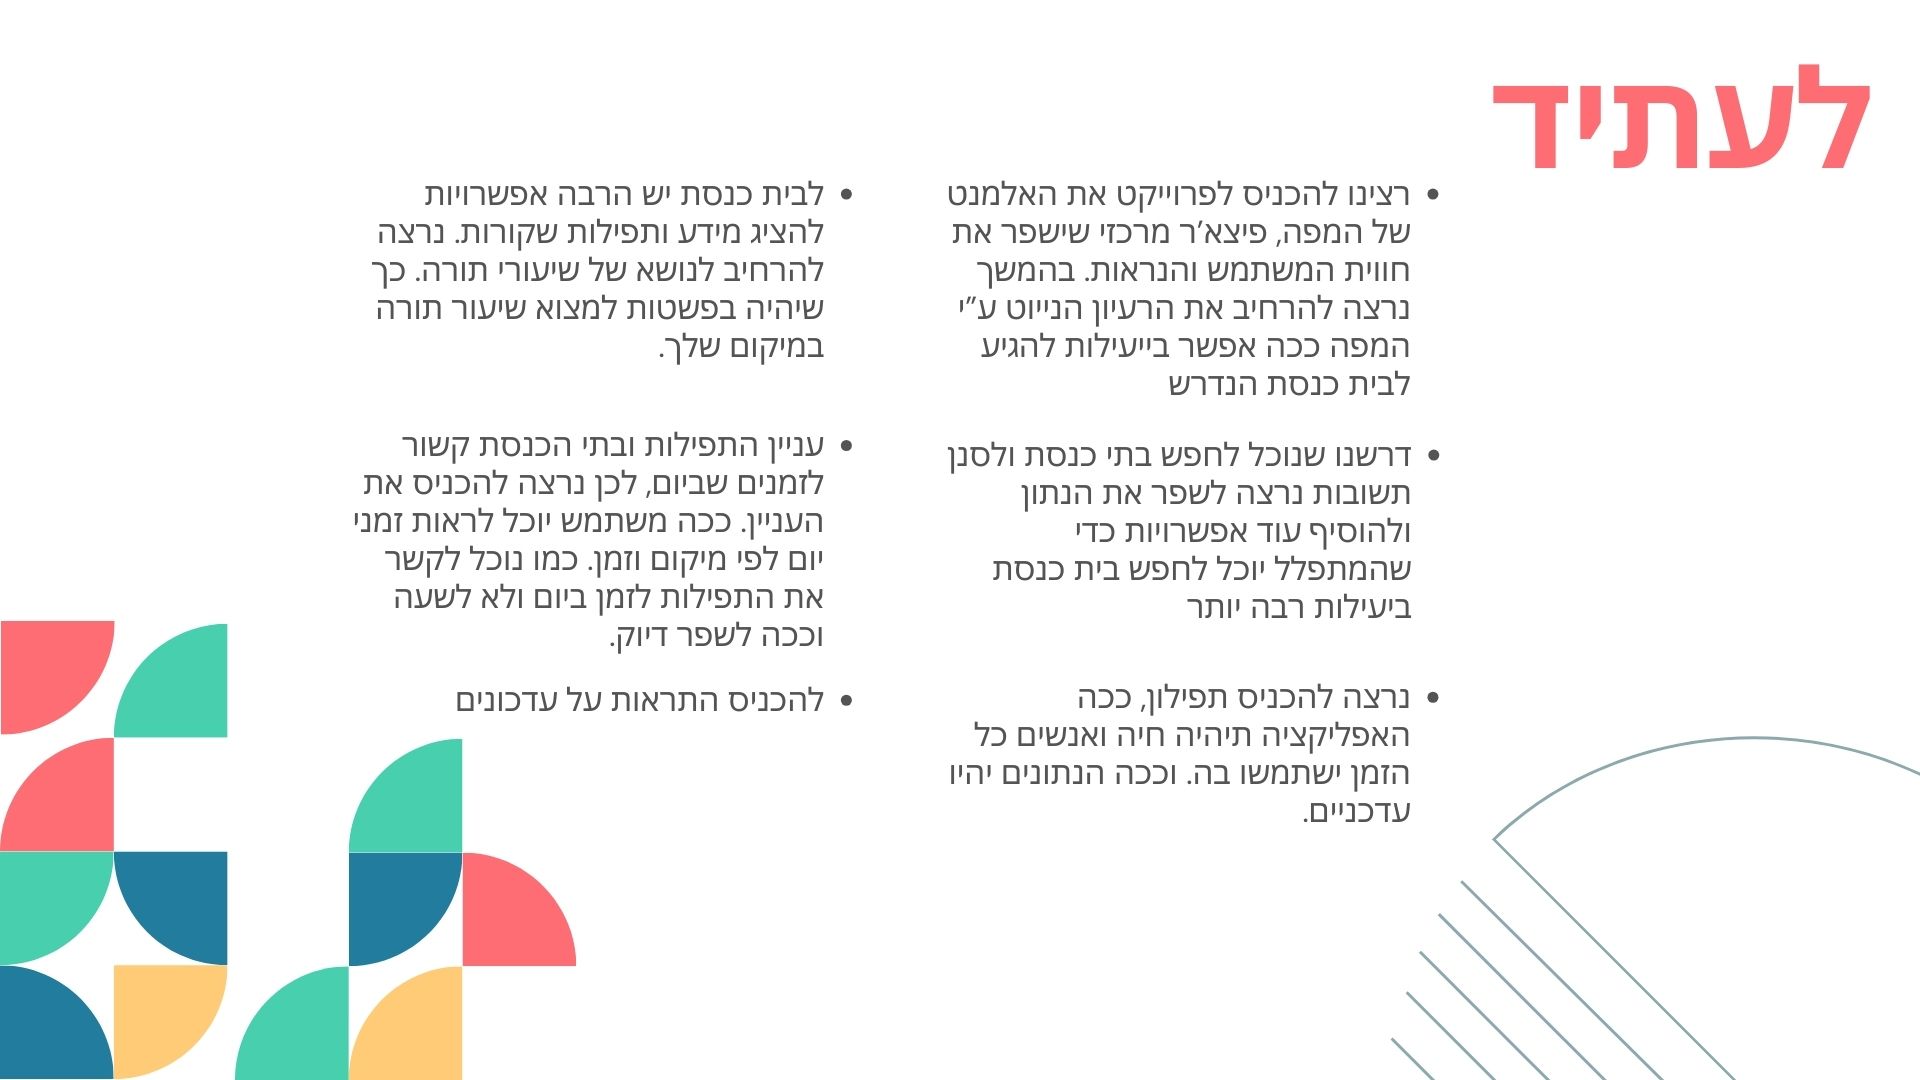 לעתיד
• רצינו להכניס לפרוייקט את האלמנט
של המפה, פיצא’ר מרכזי שישפר את
חווית המשתמש והנראות. בהמשך
נרצה להרחיב את הרעיון הנייוט ע”י
המפה ככה אפשר בייעילות להגיע
לבית כנסת הנדרש
• דרשנו שנוכל לחפש בתי כנסת ולסנן
תשובות נרצה לשפר את הנתון
ולהוסיף עוד אפשרויות כדי
שהמתפלל יוכל לחפש בית כנסת
ביעילות רבה יותר
• נרצה להכניס תפילון, ככה
האפליקציה תיהיה חיה ואנשים כל
הזמן ישתמשו בה. וככה הנתונים יהיו
עדכניים.
• לבית כנסת יש הרבה אפשרויות
להציג מידע ותפילות שקורות. נרצה
להרחיב לנושא של שיעורי תורה. כך
שיהיה בפשטות למצוא שיעור תורה
במיקום שלך.
• עניין התפילות ובתי הכנסת קשור
לזמנים שביום, לכן נרצה להכניס את
העניין. ככה משתמש יוכל לראות זמני
יום לפי מיקום וזמן. כמו נוכל לקשר
את התפילות לזמן ביום ולא לשעה
וככה לשפר דיוק.
• להכניס התראות על עדכונים